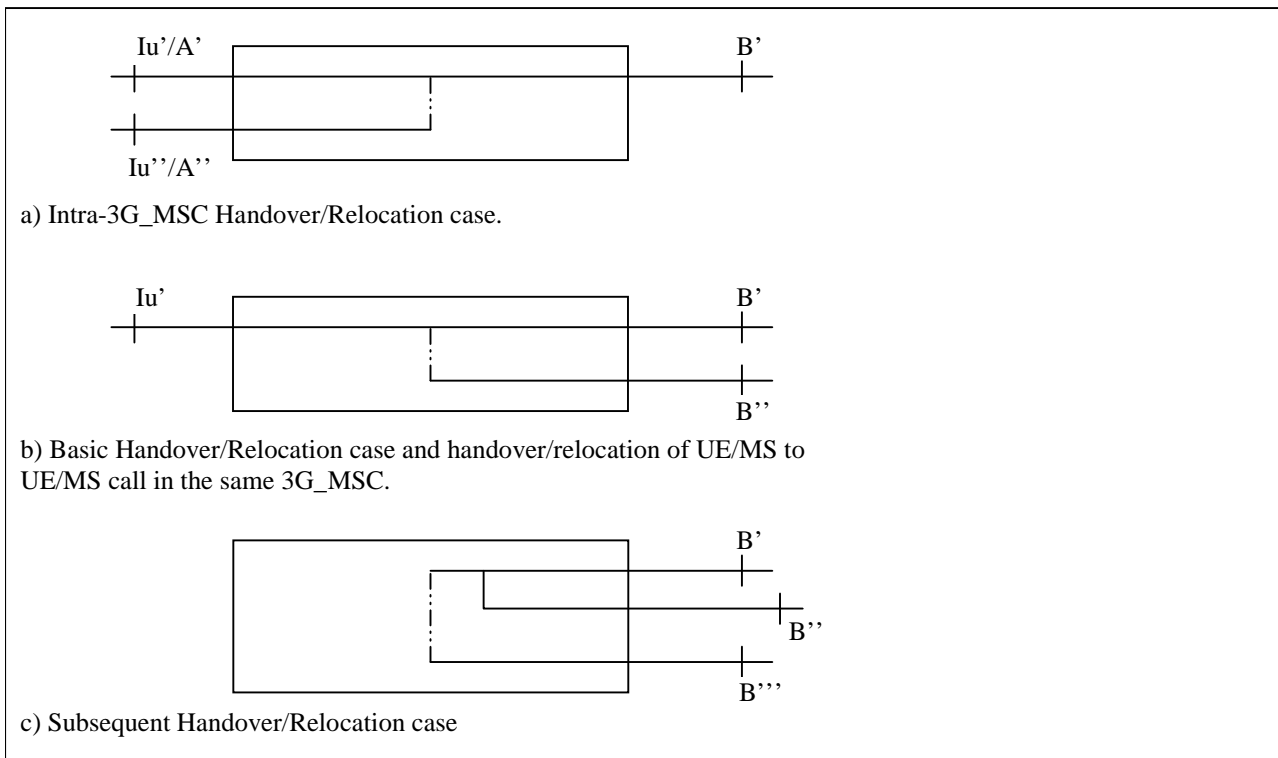 Iu’/A’ B’
Iu’’/A’’
a) Intra-3G_MSC Handover/Relocation case.
Iu’ B’
B’’
b) Basic Handover/Relocation case and handover/relocation of UE/MS to
UE/MS call in the same 3G_MSC.
B’
B’’
B’’’
c) Subsequent Handover/Relocation case